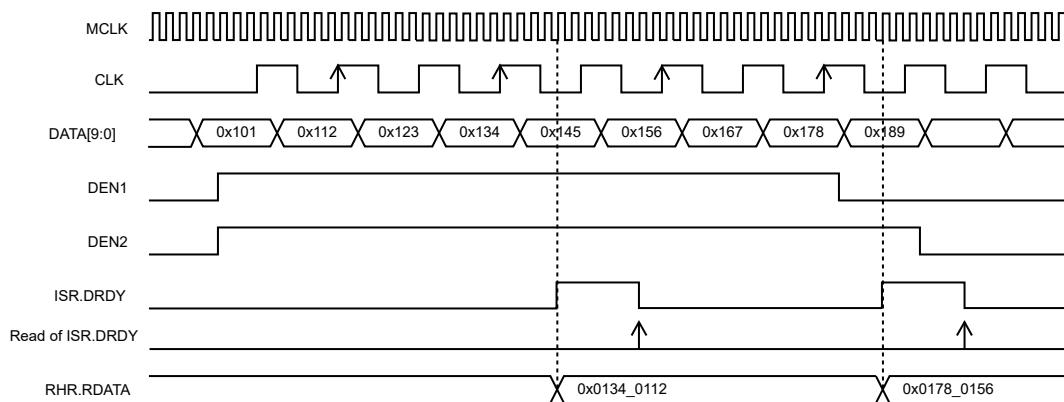 MCLK
CLK
DATA[9:0] 0x101 0x112 0x123 0x134 0x145 0x156 0x167 0x178 0x189
DEN1
DEN2
ISR.DRDY
Read of ISR.DRDY
RHR.RDATA 0x0134_0112 0x0178_0156